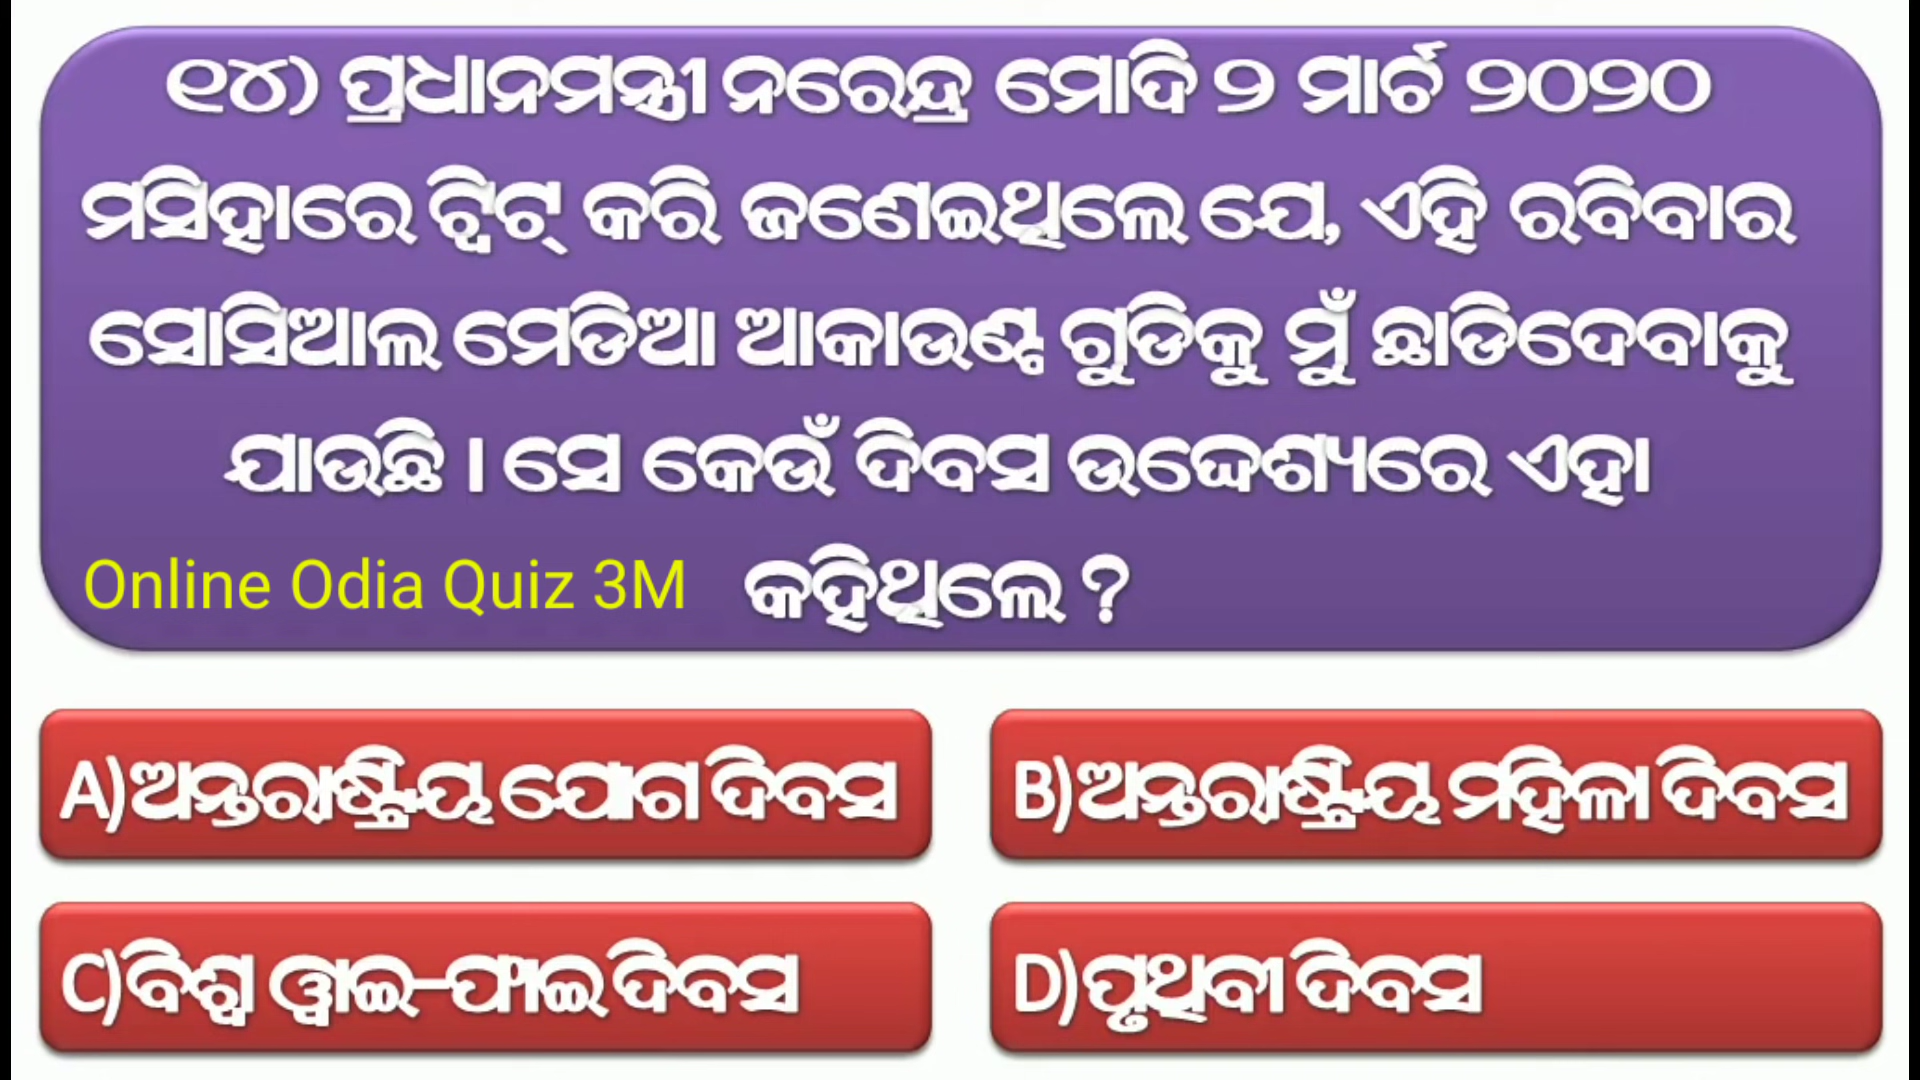 ୧୪) ପ୍ରଧାନମନ୍ତ୍ରୀ ନରେନ୍ଦ୍ର ମୋଦି ୨ ମାର୍ଚ୍ଚ ୨୦୨୦
ମସିହାରେ ଟ୍ବିଟ୍ କରି ଜଣେଇଥିଲେ ଯେ, ଏହି ରବିବାର
ସୋସିଆଲ ମେଡିଆ ଆକାଉଣ୍ଟ ଗୁଡିକୁ ମୁଁ ଛାଡିଦେବାକୁ
ଯାଉଛି । ସେ କେଉଁ ଦିବସ ଉଦ୍ଦେଶ୍ୟରେ ଏହା
Online Odia Quiz 3M କହିଥିଲେ ?
A)ଅନ୍ତରାଷ୍ଟ୍ରିୟ ଯୋଗ ଦିବସ
B)ଅନ୍ତରାଷ୍ଟ୍ରିୟ ମହିଳା ଦିବସ
C)ବିଶ୍ୱ ୱାଇ-ଫାଇ ଦିବସ
D)ପୃଥିବୀ ଦିବସ